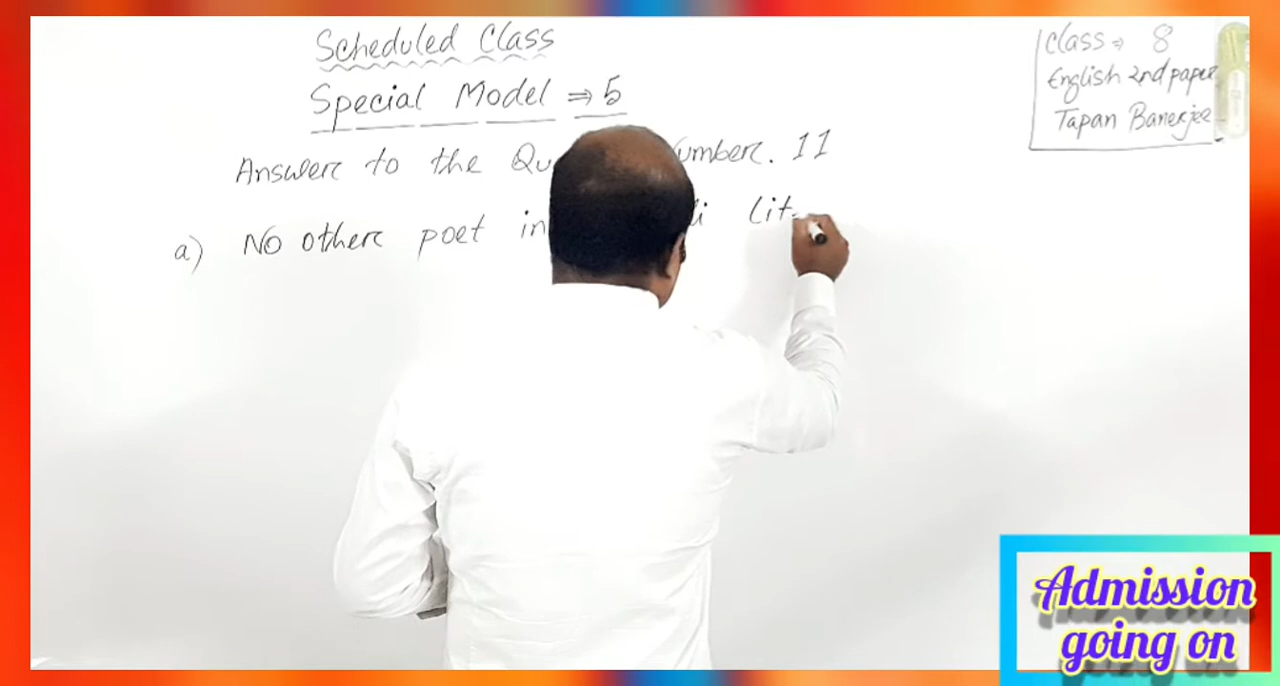 Scheduled Class
Special Model ⇒ 5
Answer to the Qu umber. 11
a) No other poet in li Lit
Class ⇒ 8
English 2nd paper
Tapan Banerjee
Admission
going on